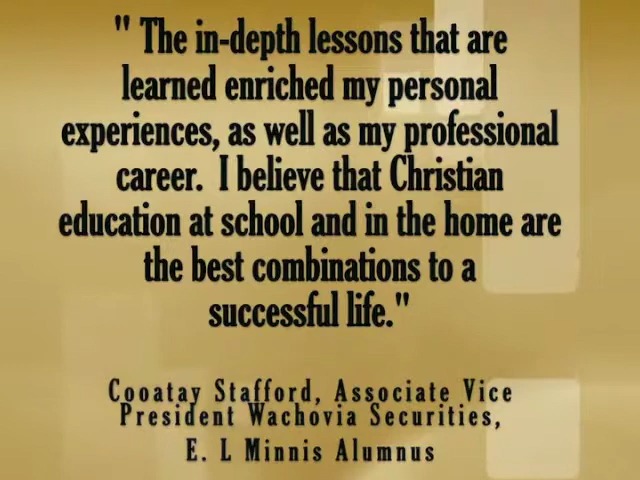 " The in-depth lessons that are
learned enriched my personal
experiences, as well as my professional
career.  I believe that Christian
education at school and in the home are
the best combinations to a
successful life."
Cooatay Stafford, Associate Vice
President Wachovia Securities,
E. L Minnis Alumnus